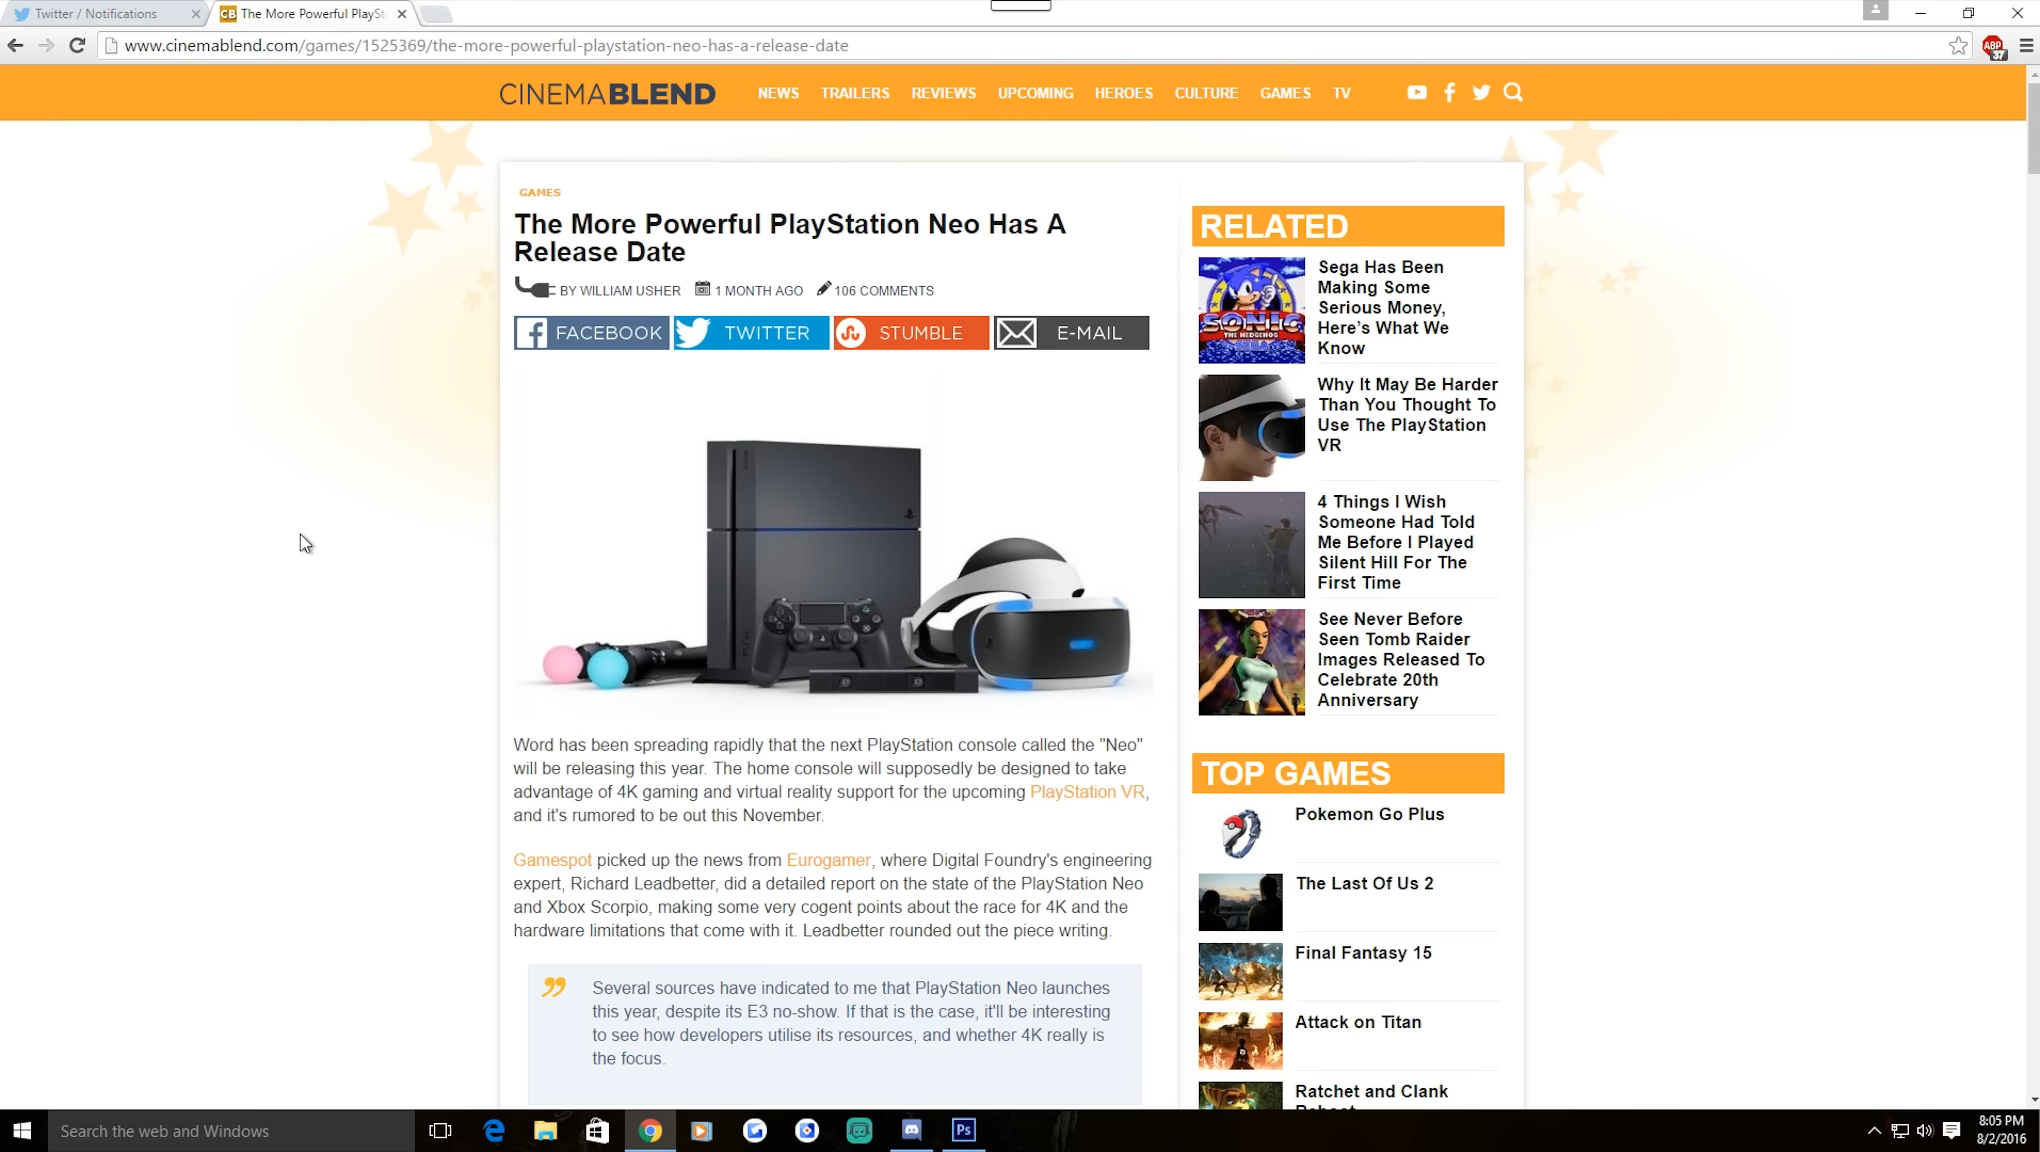 Twitter / Notifications
CB The More Powerful PlaySt
www.cinemablend.com/games/1525369/the-more-powerful-playstation-neo-has-a-release-date
ABP
37
CINEMABLEND NEWS TRAILERS REVIEWS UPCOMING HEROES CULTURE GAMES TV
GAMES
The More Powerful PlayStation Neo Has A
Release Date
BY WILLIAM USHER 1 MONTH AGO 106 COMMENTS
FACEBOOK TWITTER STUMBLE E-MAIL
Word has been spreading rapidly that the next PlayStation console called the "Neo"
will be releasing this year. The home console will supposedly be designed to take
advantage of 4K gaming and virtual reality support for the upcoming PlayStation VR,
and it's rumored to be out this November.
Gamespot picked up the news from Eurogamer, where Digital Foundry's engineering
expert, Richard Leadbetter, did a detailed report on the state of the PlayStation Neo
and Xbox Scorpio, making some very cogent points about the race for 4K and the
hardware limitations that come with it. Leadbetter rounded out the piece writing.
Several sources have indicated to me that PlayStation Neo launches
this year, despite its E3 no-show. If that is the case, it'll be interesting
to see how developers utilise its resources, and whether 4K really is
the focus.
RELATED
SONIC
THE HEDGEHOG
SEGA
Sega Has Been
Making Some
Serious Money,
Here's What We
Know
Why It May Be Harder
Than You Thought To
Use The PlayStation
VR
4 Things I Wish
Someone Had Told
Me Before I Played
Silent Hill For The
First Time
See Never Before
Seen Tomb Raider
Images Released To
Celebrate 20th
Anniversary
TOP GAMES
Pokemon Go Plus
The Last Of Us 2
Final Fantasy 15
Attack on Titan
Ratchet and Clank
Search the web and Windows
Ps
8:05 PM
8/2/2016